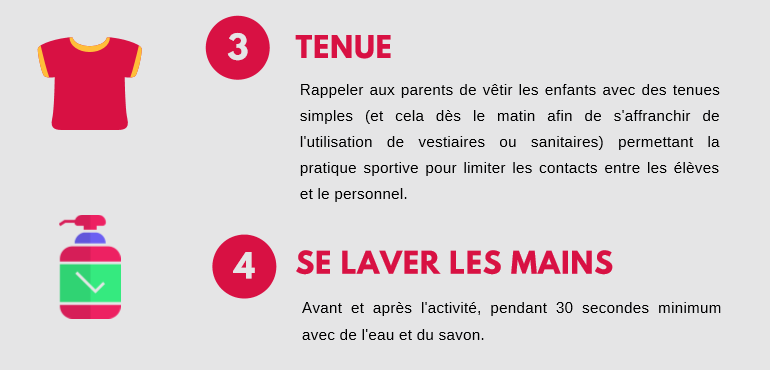 3 TENUE
Rappeler aux parents de vêtir les enfants avec des tenues
simples (et cela dès le matin afin de s'affranchir de
l'utilisation de vestiaires ou sanitaires) permettant la
pratique sportive pour limiter les contacts entre les élèves
et le personnel.
4 SE LAVER LES MAINS
Avant et après l'activité, pendant 30 secondes minimum
avec de l'eau et du savon.